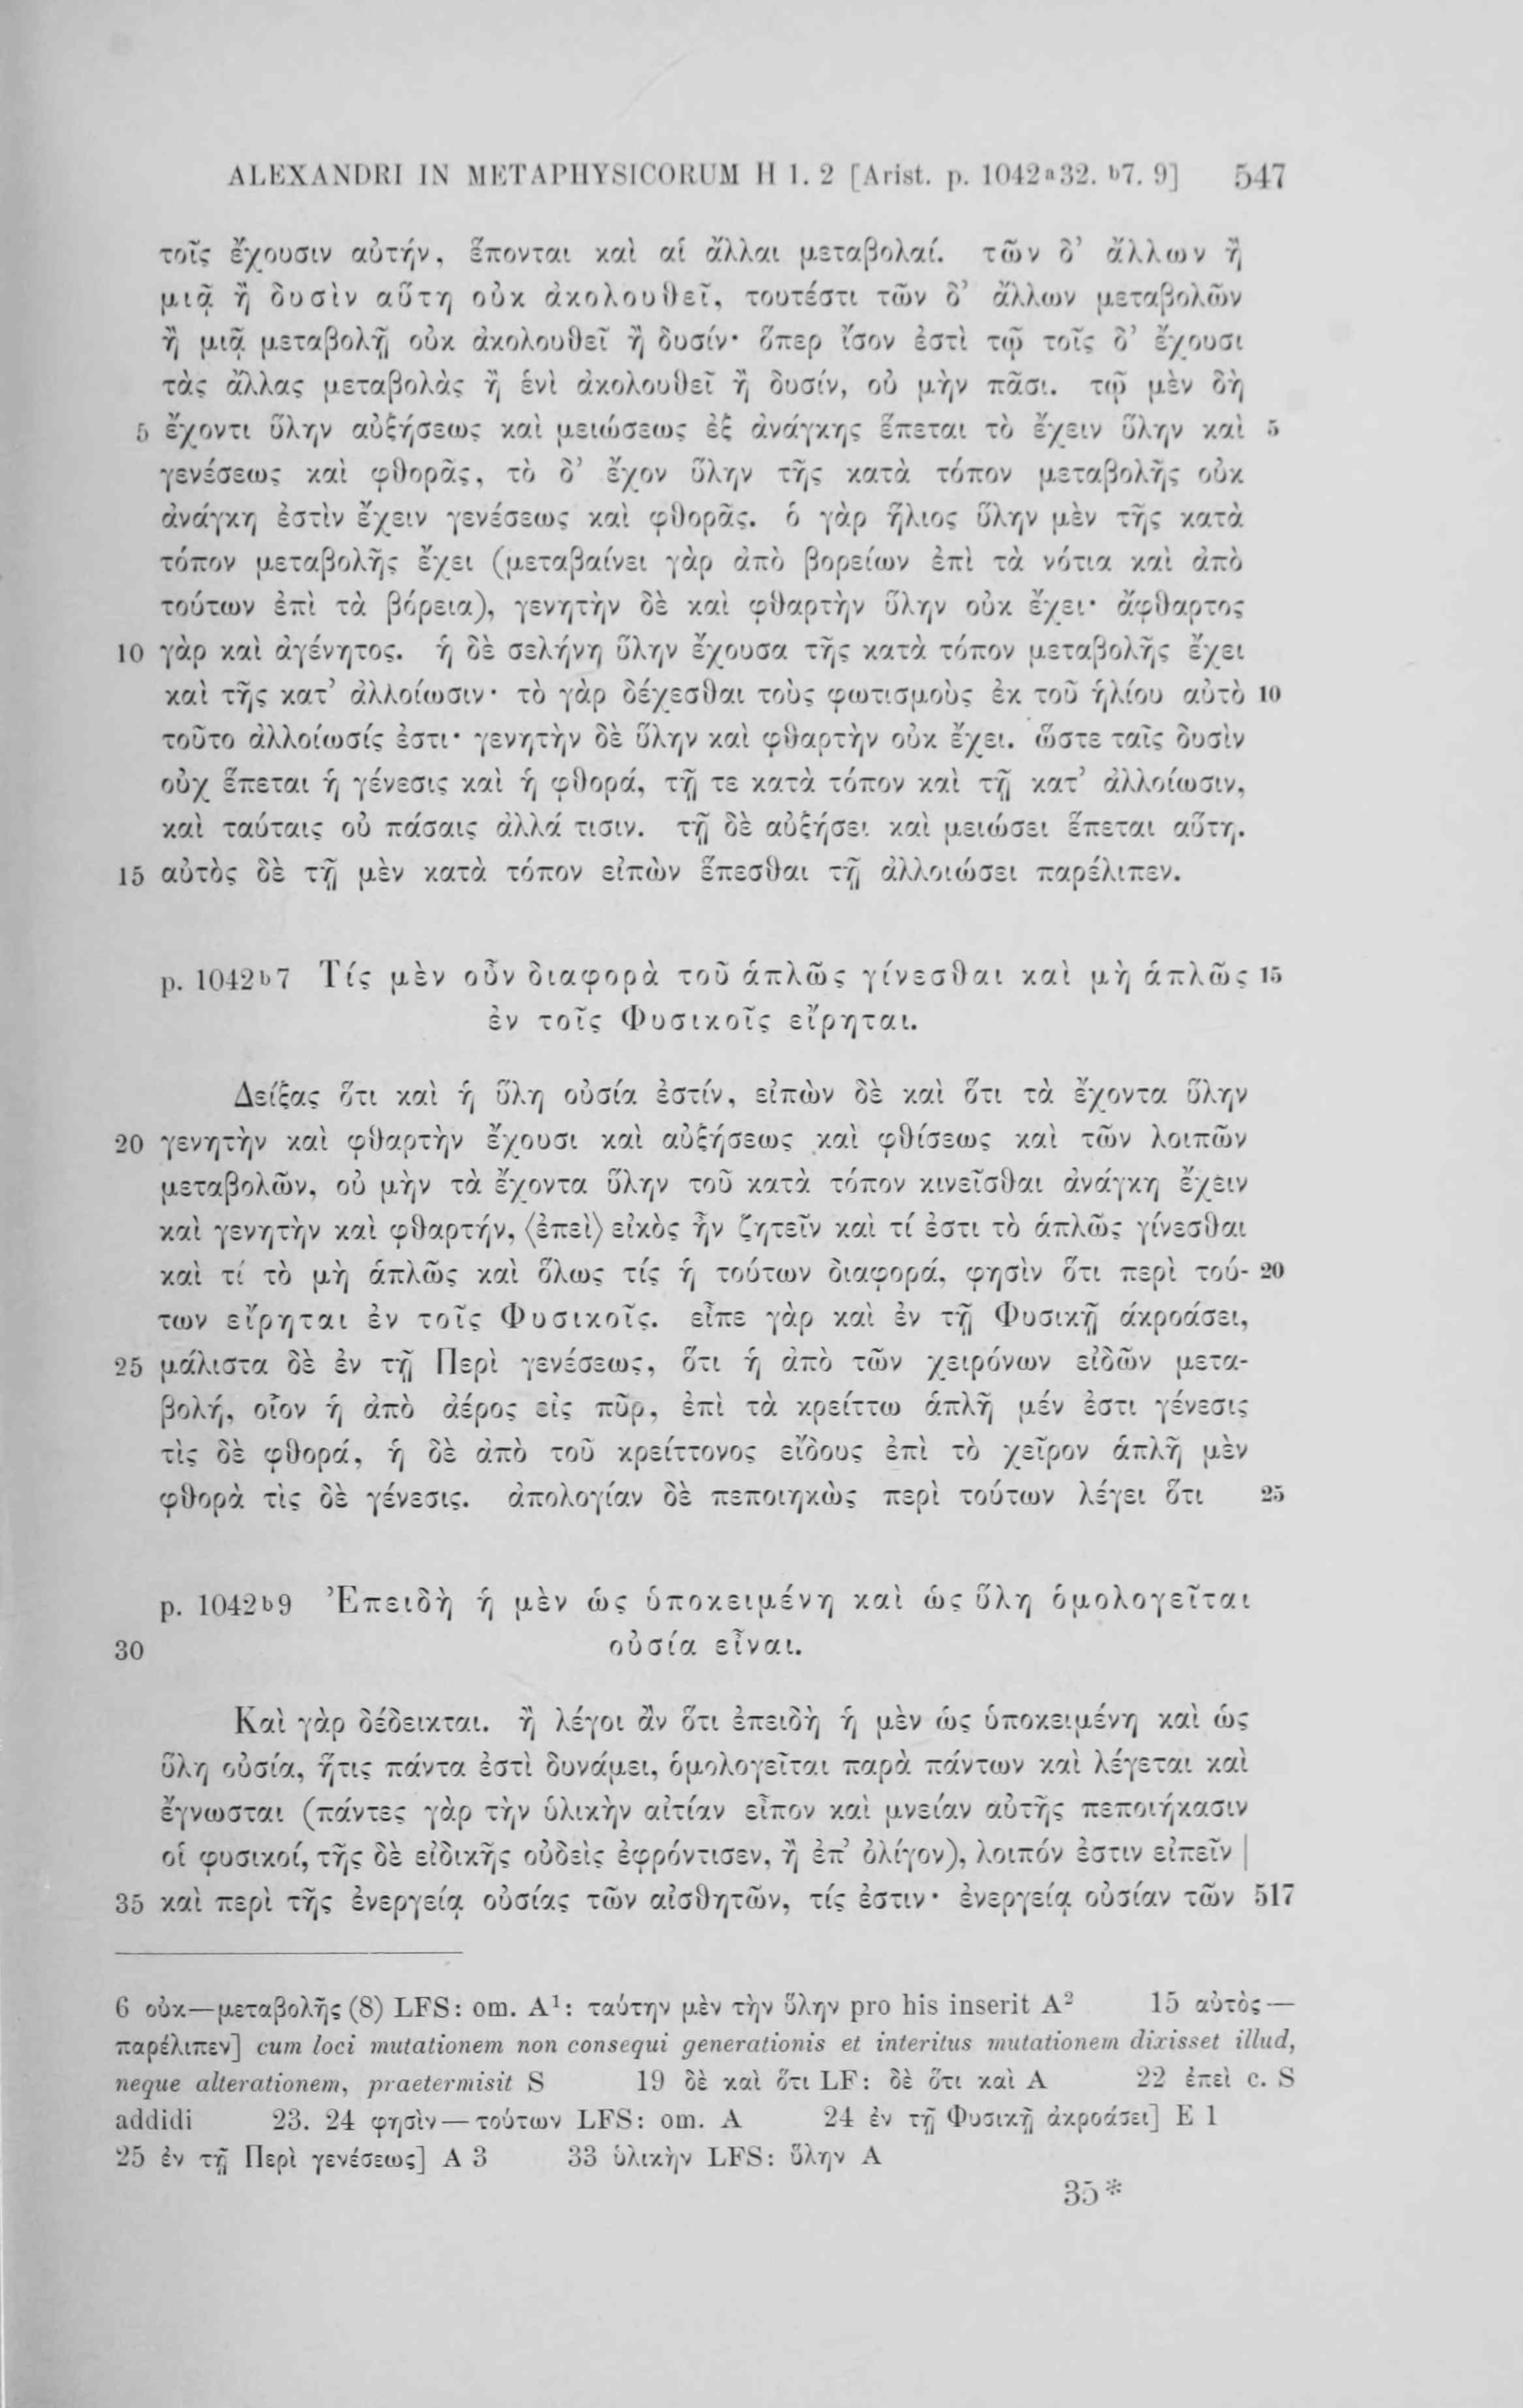 ALEXANDRI IN METAPHYSICORUM H 1. 2 [Arist. p. 1042a32. b7. 9] 547
τοῖς ἔχουσιν αὐτήν, ἕπονται καὶ αἱ ἄλλαι μεταβολαί. τῶν δ’ ἄλλων ἢ
μιᾷ ἢ δυσὶν αὕτη οὐκ ἀκολουθεῖ, τουτέστι τῶν δ’ ἄλλων μεταβολῶν
ἢ μιᾷ μεταβολῇ οὐκ ἀκολουθεῖ ἢ δυσίν· ὅπερ ἴσον ἐστὶ τῷ τοῖς δ’ ἔχουσι
τὰς ἄλλας μεταβολὰς ἢ ἑνὶ ἀκολουθεῖ ἢ δυσίν, οὐ μὴν πᾶσι. τῷ μὲν δὴ
5 ἔχοντι ὕλην αὐξήσεως καὶ μειώσεως ἐξ ἀνάγκης ἕπεται τὸ ἔχειν ὕλην καὶ 5
γενέσεως καὶ φθορᾶς, τὸ δ’ ἔχον ὕλην τῆς κατὰ τόπον μεταβολῆς οὐκ
ἀνάγκη ἐστὶν ἔχειν γενέσεως καὶ φθορᾶς. ὁ γὰρ ἥλιος ὕλην μὲν τῆς κατὰ
τόπον μεταβολῆς ἔχει (μεταβαίνει γὰρ ἀπὸ βορείων ἐπὶ τὰ νότια καὶ ἀπὸ
τούτων ἐπὶ τὰ βόρεια), γενητὴν δὲ καὶ φθαρτὴν ὕλην οὐκ ἔχει· ἄφθαρτος
10 γὰρ καὶ ἀγένητος. ἡ δὲ σελήνη ὕλην ἔχουσα τῆς κατὰ τόπον μεταβολῆς ἔχει
καὶ τῆς κατ’ ἀλλοίωσιν· τὸ γὰρ δέχεσθαι τοὺς φωτισμοὺς ἐκ τοῦ ἡλίου αὐτὸ 10
τοῦτο ἀλλοίωσίς ἐστι· γενητὴν δὲ ὕλην καὶ φθαρτὴν οὐκ ἔχει. ὥστε ταῖς δυσὶν
οὐχ ἕπεται ἡ γένεσις καὶ ἡ φθορά, τῇ τε κατὰ τόπον καὶ τῇ κατ’ ἀλλοίωσιν,
καὶ ταύταις οὐ πάσαις ἀλλά τισιν. τῇ δὲ αὐξήσει καὶ μειώσει ἕπεται αὕτη.
15 αὐτὸς δὲ τῇ μὲν κατὰ τόπον εἰπὼν ἕπεσθαι τῇ ἀλλοιώσει παρέλιπεν.
p. 1042b7 Τίς μὲν οὖν διαφορὰ τοῦ ἁπλῶς γίνεσθαι καὶ μὴ ἁπλῶς 15
ἐν τοῖς Φυσικοῖς εἴρηται.
Δείξας ὅτι καὶ ἡ ὕλη οὐσία ἐστίν, εἰπὼν δὲ καὶ ὅτι τὰ ἔχοντα ὕλην
20 γενητὴν καὶ φθαρτὴν ἔχουσι καὶ αὐξήσεως καὶ φθίσεως καὶ τῶν λοιπῶν
μεταβολῶν, οὐ μὴν τὰ ἔχοντα ὕλην τοῦ κατὰ τόπον κινεῖσθαι ἀνάγκη ἔχειν
καὶ γενητὴν καὶ φθαρτήν, ⟨ἐπεὶ⟩ εἰκὸς ἦν ζητεῖν καὶ τί ἐστι τὸ ἁπλῶς γίνεσθαι
καὶ τί τὸ μὴ ἁπλῶς καὶ ὅλως τίς ἡ τούτων διαφορά, φησὶν ὅτι περὶ τού- 20
των εἴρηται ἐν τοῖς Φυσικοῖς. εἶπε γὰρ καὶ ἐν τῇ Φυσικῇ ἀκροάσει,
25 μάλιστα δὲ ἐν τῇ Περὶ γενέσεως, ὅτι ἡ ἀπὸ τῶν χειρόνων εἰδῶν μετα-
βολή, οἷον ἡ ἀπὸ ἀέρος εἰς πῦρ, ἐπὶ τὰ κρείττω ἁπλῆ μέν ἐστι γένεσις
τὶς δὲ φθορά, ἡ δὲ ἀπὸ τοῦ κρείττονος εἴδους ἐπὶ τὸ χεῖρον ἁπλῆ μὲν
φθορὰ τὶς δὲ γένεσις. ἀπολογίαν δὲ πεποιηκὼς περὶ τούτων λέγει ὅτι 25
p. 1042b9 Ἐπειδὴ ἡ μὲν ὡς ὑποκειμένη καὶ ὡς ὕλη ὁμολογεῖται
30 οὐσία εἶναι.
Καὶ γὰρ δέδεικται. ἢ λέγοι ἂν ὅτι ἐπειδὴ ἡ μὲν ὡς ὑποκειμένη καὶ ὡς
ὕλη οὐσία, ἥτις πάντα ἐστὶ δυνάμει, ὁμολογεῖται παρὰ πάντων καὶ λέγεται καὶ
ἔγνωσται (πάντες γὰρ τὴν ὑλικὴν αἰτίαν εἶπον καὶ μνείαν αὐτῆς πεποιήκασιν
οἱ φυσικοί, τῆς δὲ εἰδικῆς οὐδεὶς ἐφρόντισεν, ἢ ἐπ’ ὀλίγον), λοιπόν ἐστιν εἰπεῖν |
35 καὶ περὶ τῆς ἐνεργείᾳ οὐσίας τῶν αἰσθητῶν, τίς ἐστιν· ἐνεργείᾳ οὐσίαν τῶν 517
6 οὐκ—μεταβολῆς (8) LFS: om. A¹: ταύτην μὲν τὴν ὕλην pro his inserit A² 15 αὐτὸς—
παρέλιπεν] cum loci mutationem non consequi generationis et interitus mutationem dixisset illud,
neque alterationem, praetermisit S 19 δὲ καὶ ὅτι LF: δὲ ὅτι καὶ A 22 ἐπεὶ c. S
addidi 23. 24 φησὶν—τούτων LFS: om. A 24 ἐν τῇ Φυσικῇ ἀκροάσει] E 1
25 ἐν τῇ Περὶ γενέσεως] A 3 33 ὑλικὴν LFS: ὕλην A
35*